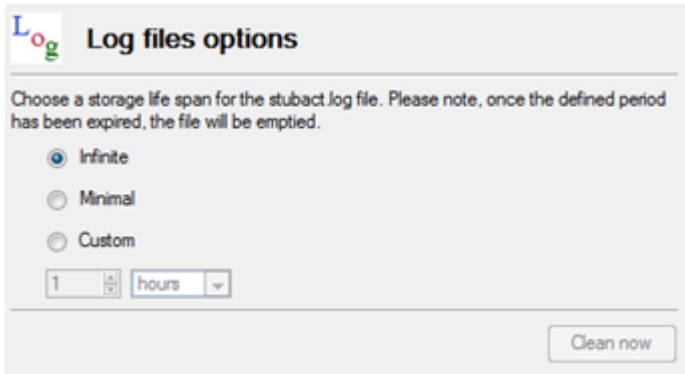 Log
Log files options
Choose a storage life span for the stubact.log file. Please note, once the defined period
has been expired, the file will be emptied.
Infinite
Minimal
Custom
1 hours
Clean now